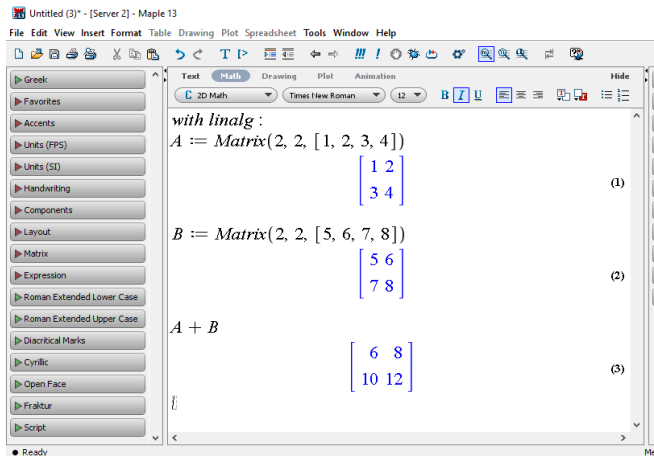 Untitled (3)* - [Server 2] - Maple 13
File Edit View Insert Format Table Drawing Plot Spreadsheet Tools Window Help
Text Math Drawing Plot Animation Hide
C 2D Math Times New Roman 12 B I U
Greek
Favorites
Accents
Units (FPS)
Units (SI)
Handwriting
Components
Layout
Matrix
Expression
Roman Extended Lower Case
Roman Extended Upper Case
Diacritical Marks
Cyrillic
Open Face
Fraktur
Script
with linalg :
A := Matrix(2, 2, [1, 2, 3, 4])
1 2
3 4
(1)
B := Matrix(2, 2, [5, 6, 7, 8])
5 6
7 8
(2)
A + B
6 8
10 12
(3)
Ready
Me